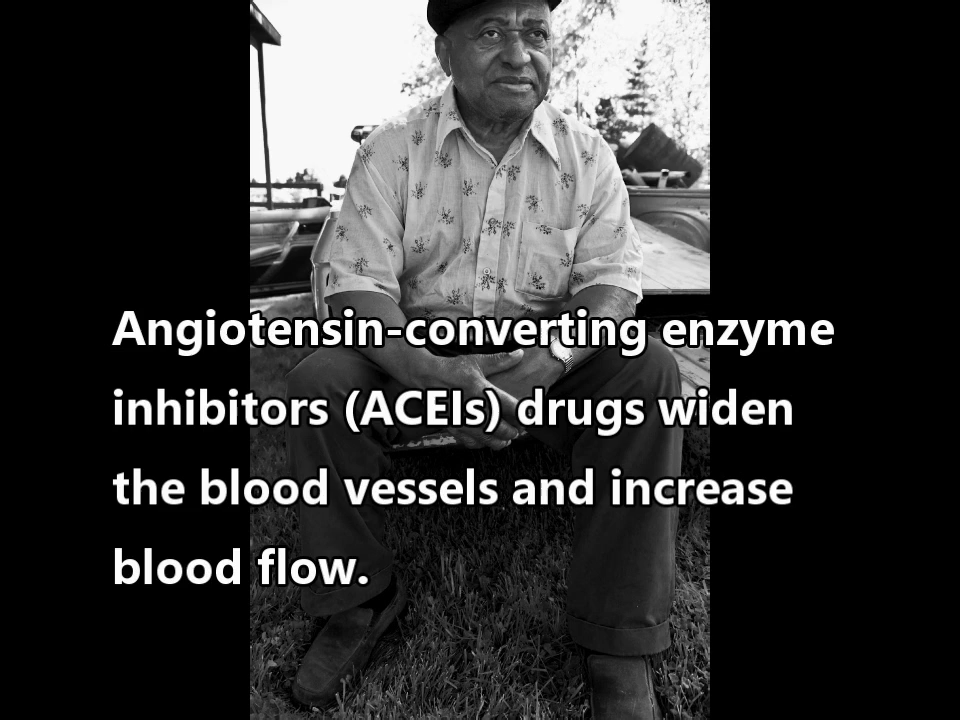 Angiotensin-converting enzyme
inhibitors (ACEIs) drugs widen
the blood vessels and increase
blood flow.